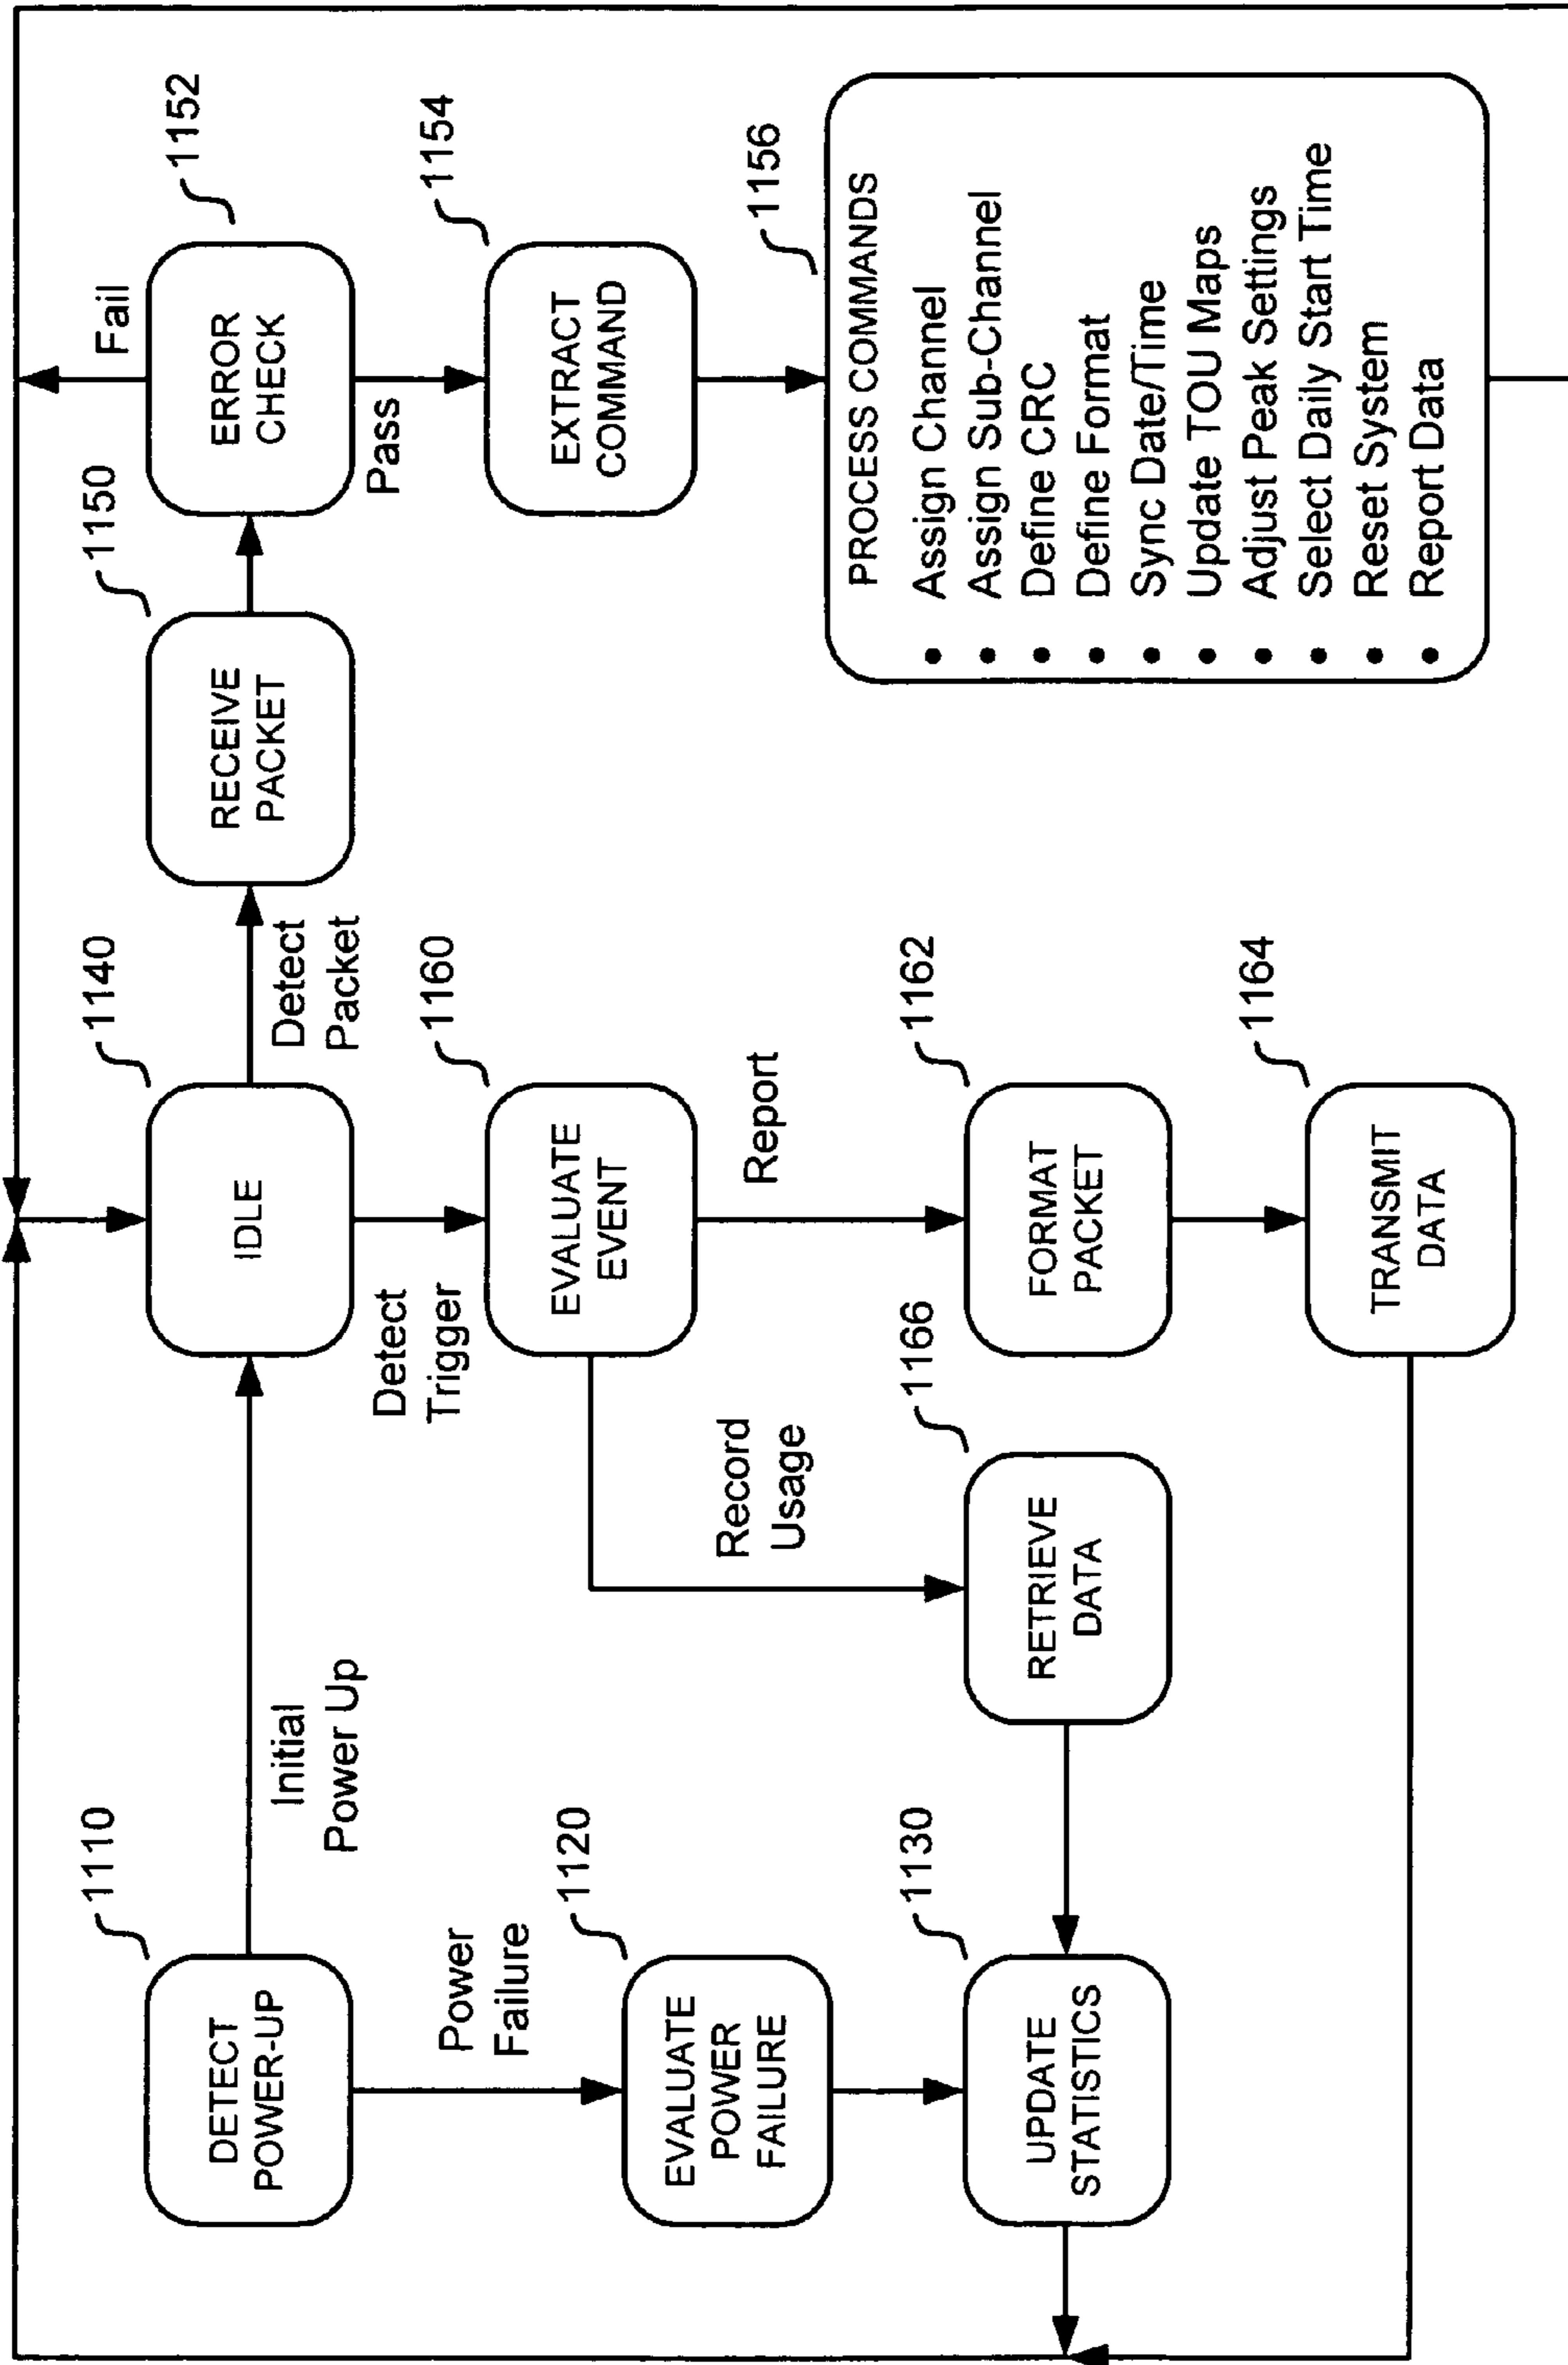 1110
DETECT
POWER-UP
Initial
Power Up
1140
IDLE
Detect
Packet
1150
RECEIVE
PACKET
1152
ERROR
CHECK
Fail
Pass
1154
EXTRACT
COMMAND
1156
PROCESS COMMANDS
• Assign Channel
• Assign Sub-Channel
• Define CRC
• Define Format
• Sync Date/Time
• Update TOU Maps
• Adjust Peak Settings
• Select Daily Start Time
• Reset System
• Report Data
Detect
Trigger
1160
EVALUATE
EVENT
Report
1162
FORMAT
PACKET
1164
TRANSMIT
DATA
Record
Usage
1166
RETRIEVE
DATA
Power
Failure
1120
EVALUATE
POWER
FAILURE
1130
UPDATE
STATISTICS